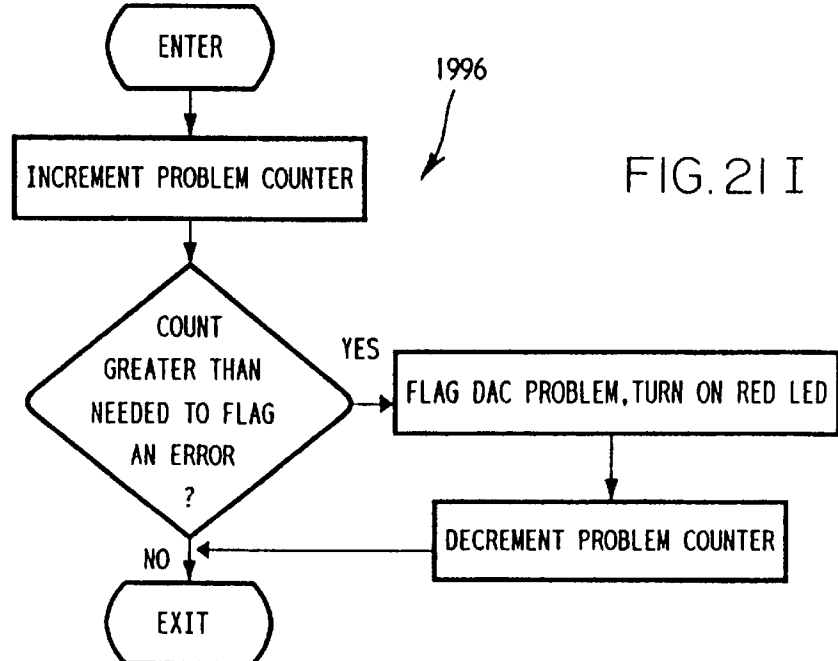 ENTER
1996
INCREMENT PROBLEM COUNTER
FIG. 21 I
COUNT
GREATER THAN
NEEDED TO FLAG
AN ERROR
?
YES
FLAG DAC PROBLEM, TURN ON RED LED
DECREMENT PROBLEM COUNTER
NO
EXIT